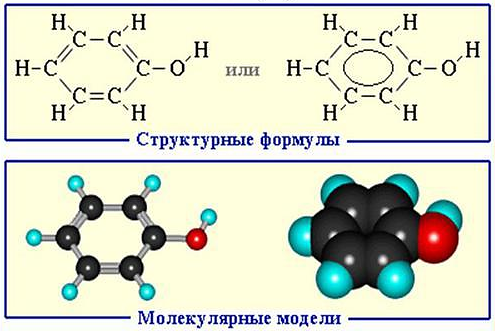 H H H H
H–C C–C C–O или H–C C–C C–O
C=C C–C
H H H H
Структурные формулы
Молекулярные модели